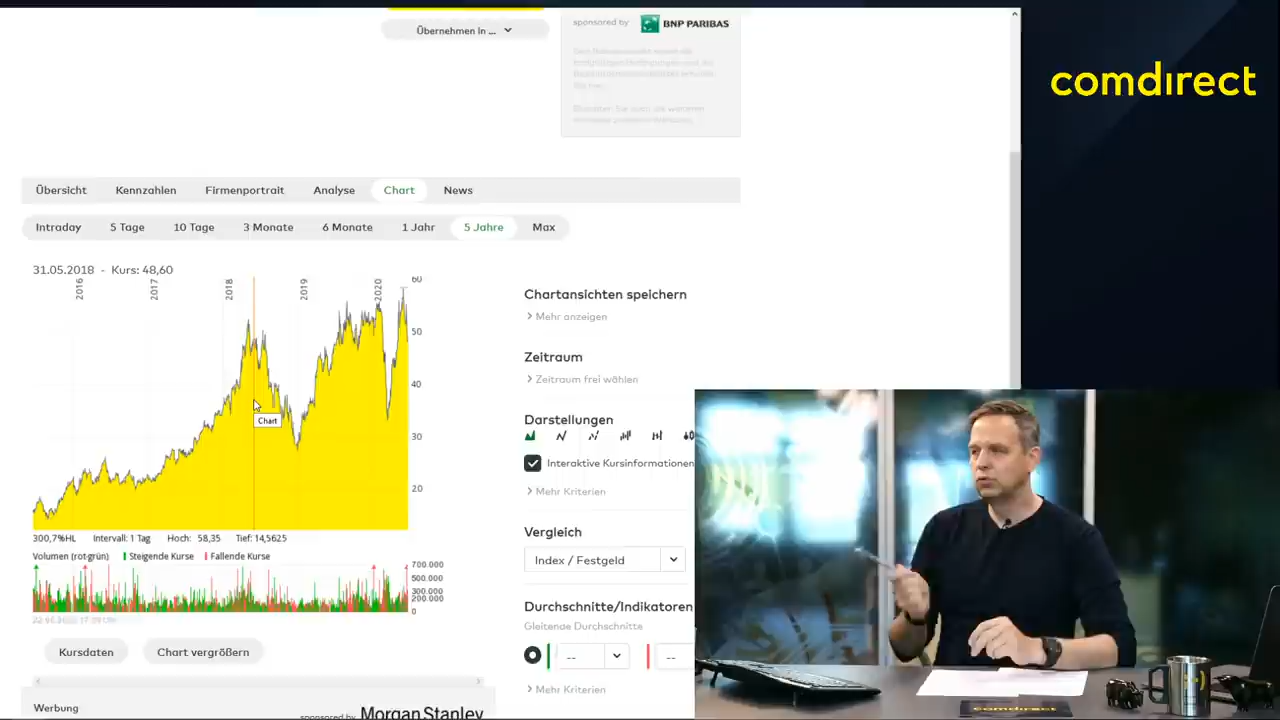 Übernehmen in ...
sponsored by BNP PARIBAS
comdirect
Übersicht Kennzahlen Firmenportrait Analyse Chart News
Intraday 5 Tage 10 Tage 3 Monate 6 Monate 1 Jahr 5 Jahre Max
31.05.2018 - Kurs: 48,60
2016 2017 2018 2019 2020
60
50
40
30
20
Chart
300,7%HL Intervall: 1 Tag Hoch: 58,35 Tief: 14,5625
Volumen (rot-grün) Steigende Kurse Fallende Kurse
700.000
500.000
300.000
200.000
0
Kursdaten Chart vergrößern
Werbung
sponsored by Morgan Stanley
Chartansichten speichern
Mehr anzeigen
Zeitraum
Zeitraum frei wählen
Darstellungen
Interaktive Kursinformationen
Mehr Kriterien
Vergleich
Index / Festgeld
Durchschnitte/Indikatoren
Gleitende Durchschnitte
-- --
Mehr Kriterien
comdirect